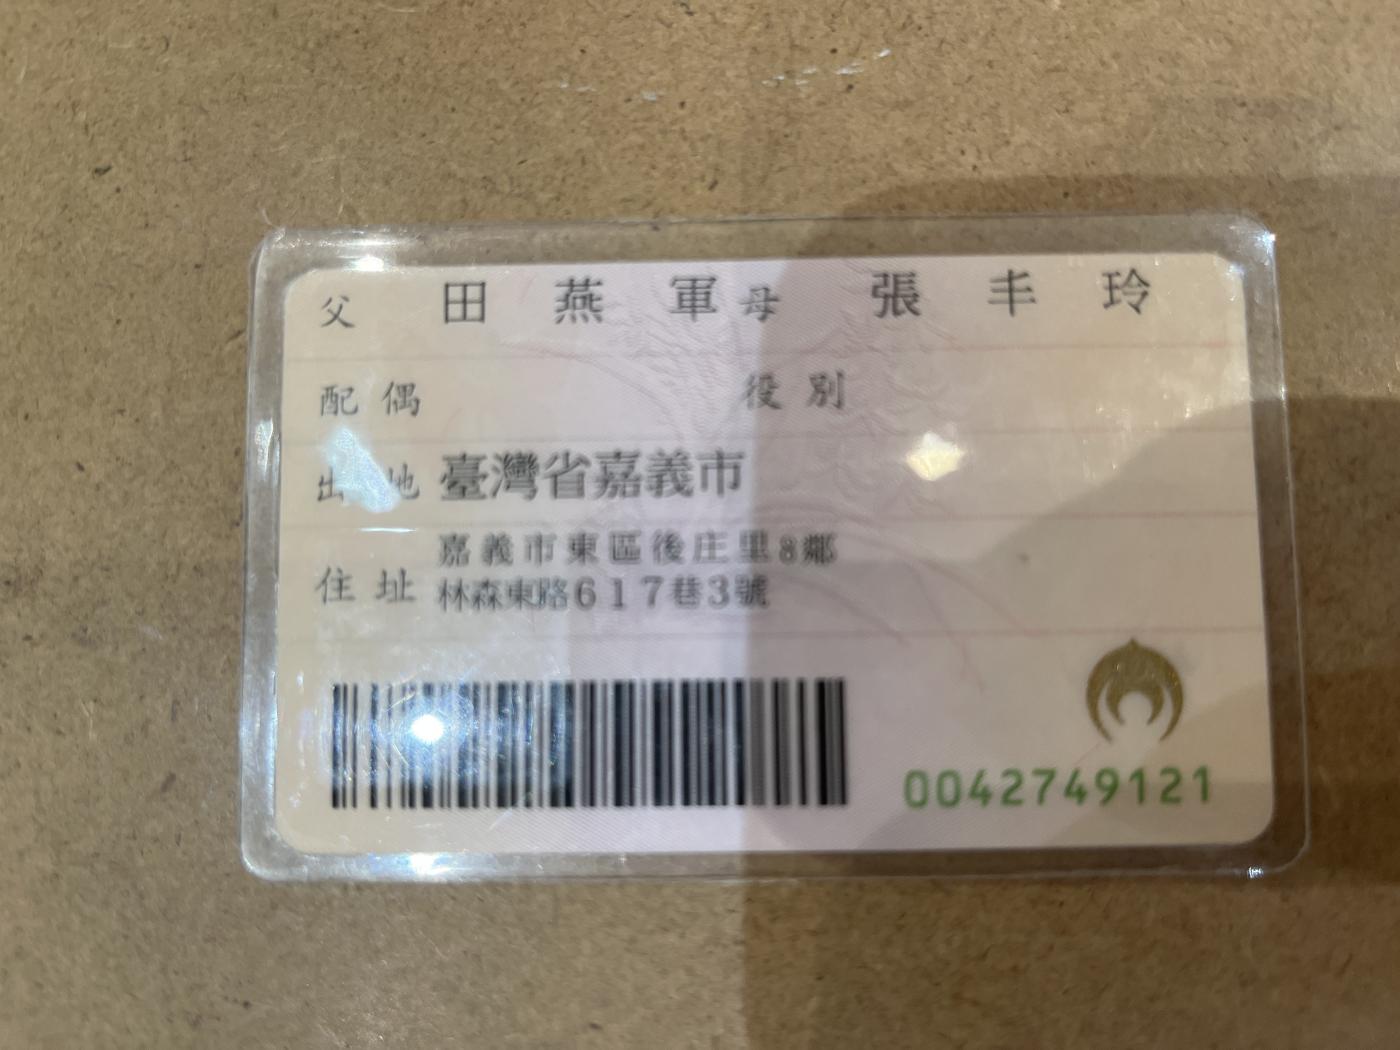 父 田燕軍 母 張丰玲
配偶 役別
出 地 臺灣省嘉義市
住址 嘉義市東區後庄里8鄰
林森東路617巷3號
0042749121